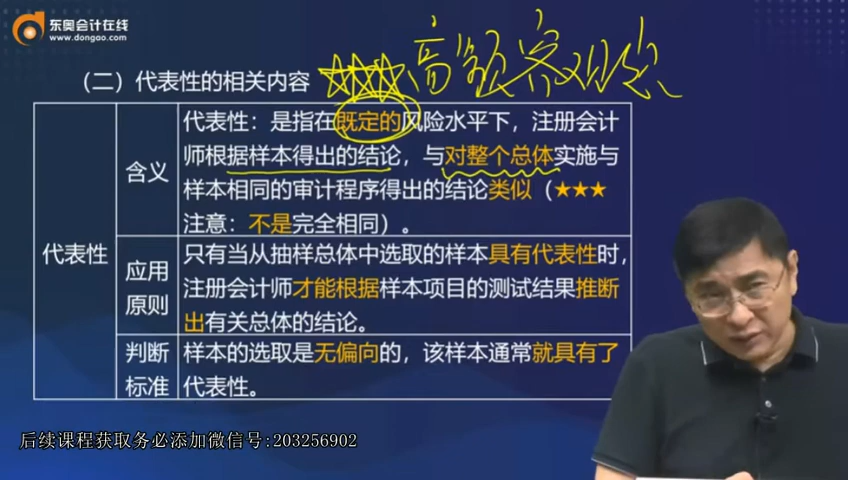 东奥会计在线
www.dongao.com
（二）代表性的相关内容
代表性
含义
代表性：是指在既定的风险水平下，注册会计
师根据样本得出的结论，与对整个总体实施与
样本相同的审计程序得出的结论类似（★★★
注意：不是完全相同）。
应用
原则
只有当从抽样总体中选取的样本具有代表性时，
注册会计师才能根据样本项目的测试结果推断
出有关总体的结论。
判断
标准
样本的选取是无偏向的，该样本通常就具有了
代表性。
后续课程获取务必添加微信号:203256902